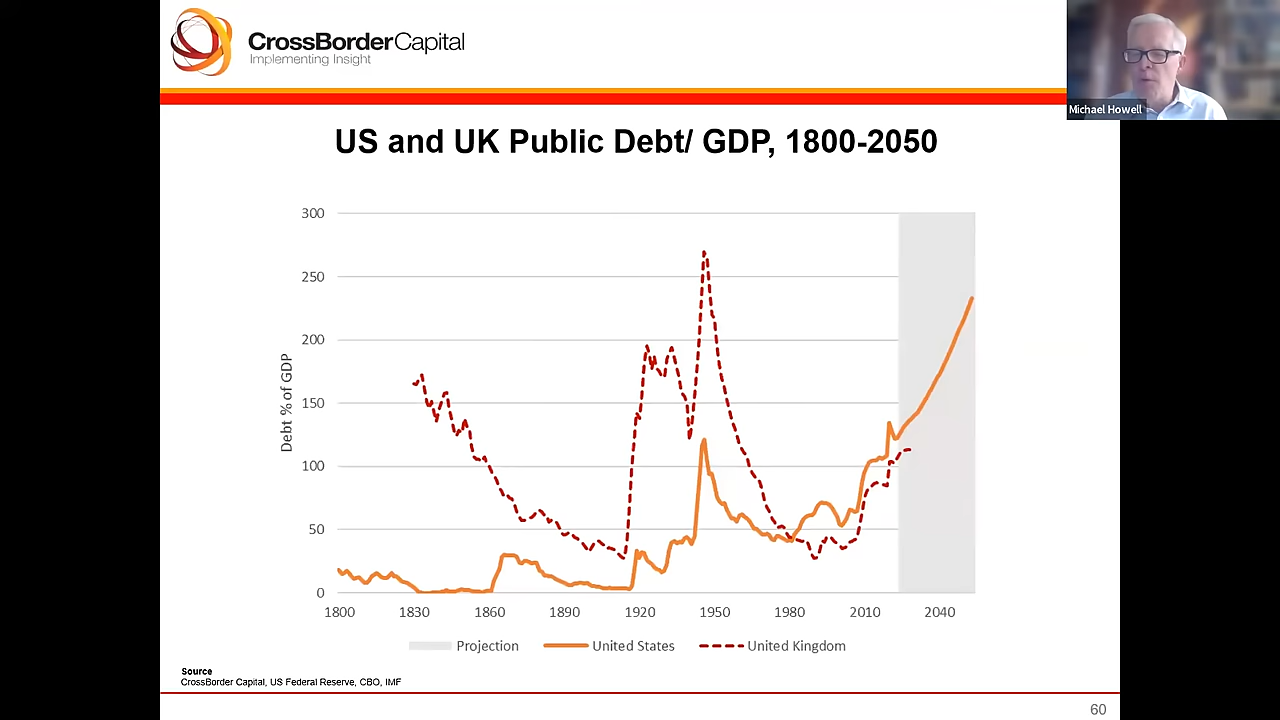 CrossBorderCapital
Implementing Insight
Michael Howell
US and UK Public Debt/ GDP, 1800-2050
Debt % of GDP
300
250
200
150
100
50
0
1800 1830 1860 1890 1920 1950 1980 2010 2040
Projection United States United Kingdom
Source
CrossBorder Capital, US Federal Reserve, CBO, IMF
60